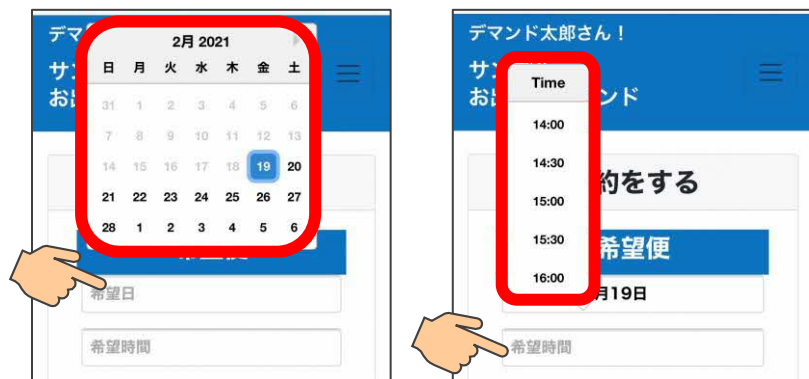 デマ
2月 2021
サン
日 月 火 水 木 金 土
お出
31 1 2 3 4 5 6
7 8 9 10 11 12 13
14 15 16 17 18 19 20
21 22 23 24 25 26 27
28 1 2 3 4 5 6
希望日
希望時間
デマンド太郎さん！
サン
Time
ンド
14:00
14:30
15:00
15:30
16:00
約をする
希望便
月19日
希望時間